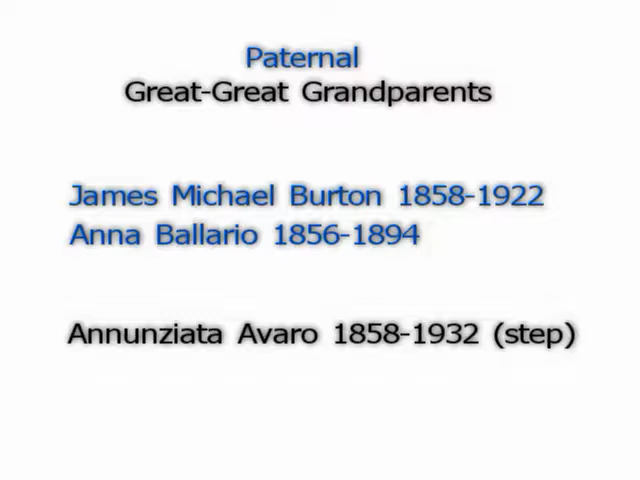 Paternal
Great-Great Grandparents
James Michael Burton 1858-1922
Anna Ballario 1856-1894
Annunziata Avaro 1858-1932 (step)